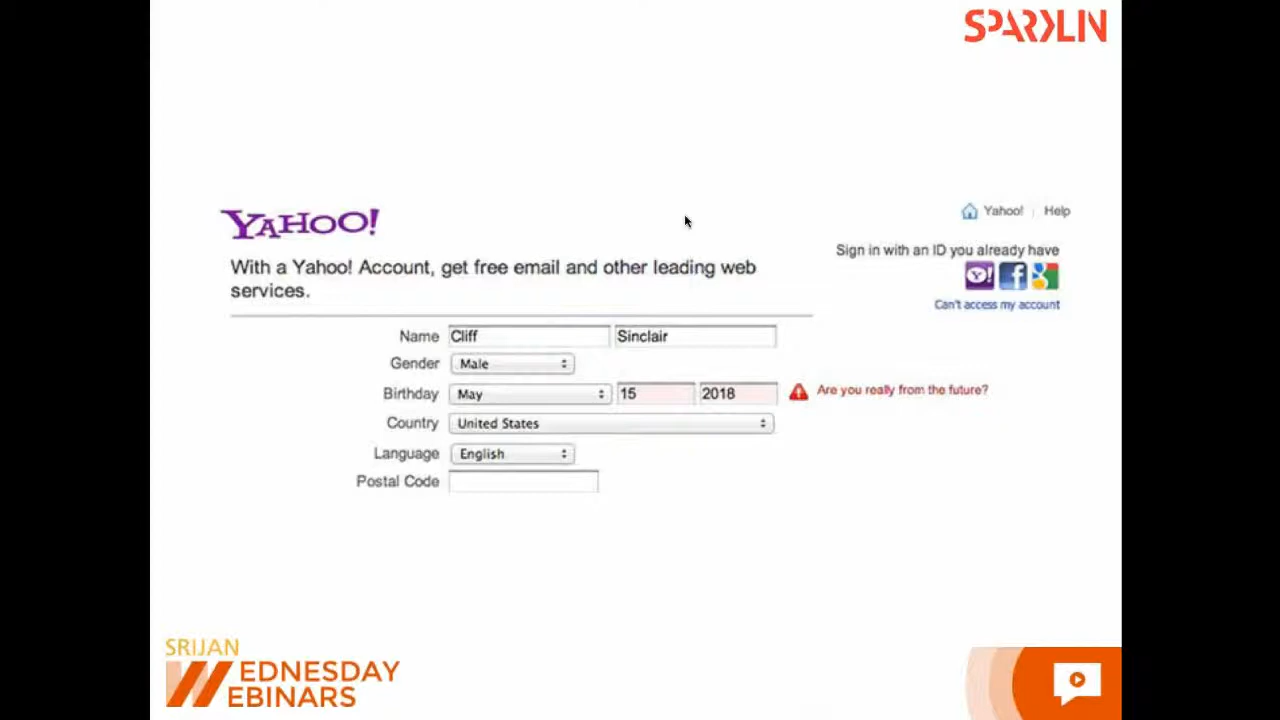 SPARKLIN
YAHOO!
Yahoo! Help
With a Yahoo! Account, get free email and other leading web
services.
Sign in with an ID you already have
Y!
f
g
Can't access my account
Name Cliff Sinclair
Gender Male
Birthday May 15 2018 Are you really from the future?
Country United States
Language English
Postal Code
SRIJAN
WEDNESDAY
WEBINARS